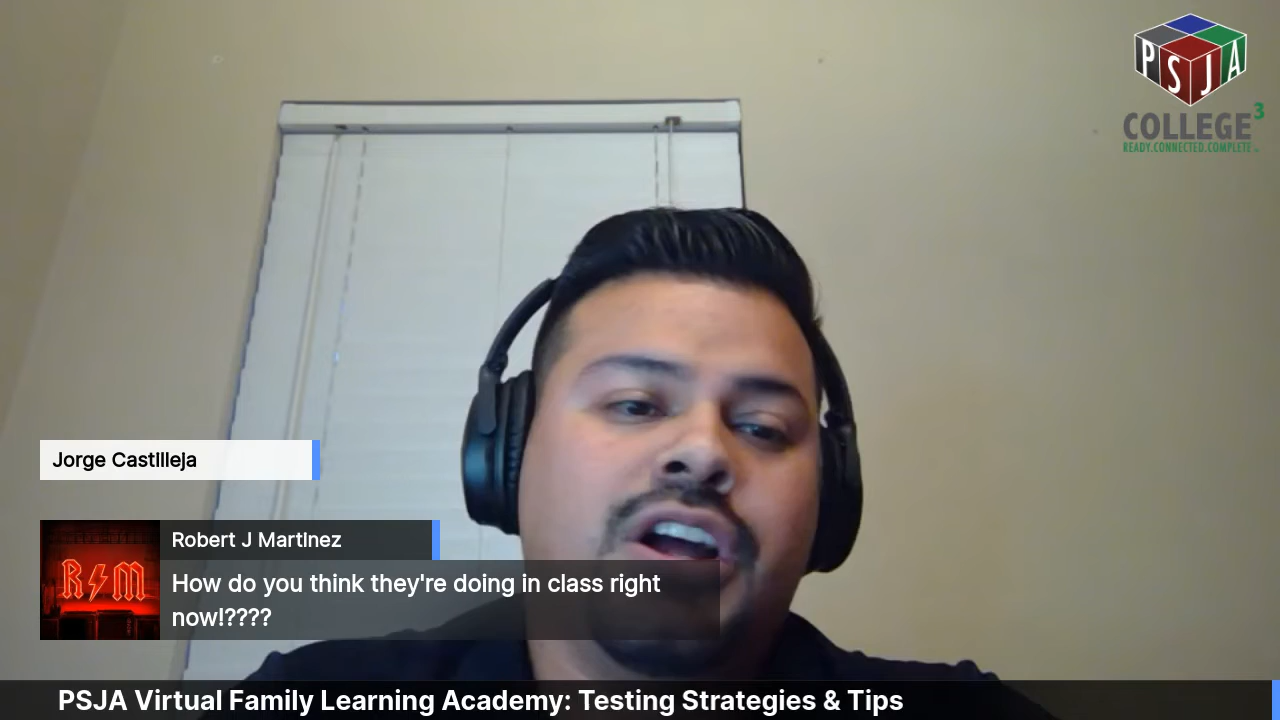 PSJA
COLLEGE³
READY.CONNECTED.COMPLETE
Jorge Castilleja
Robert J Martinez
R⚡M
How do you think they're doing in class right
now!????
PSJA Virtual Family Learning Academy: Testing Strategies & Tips